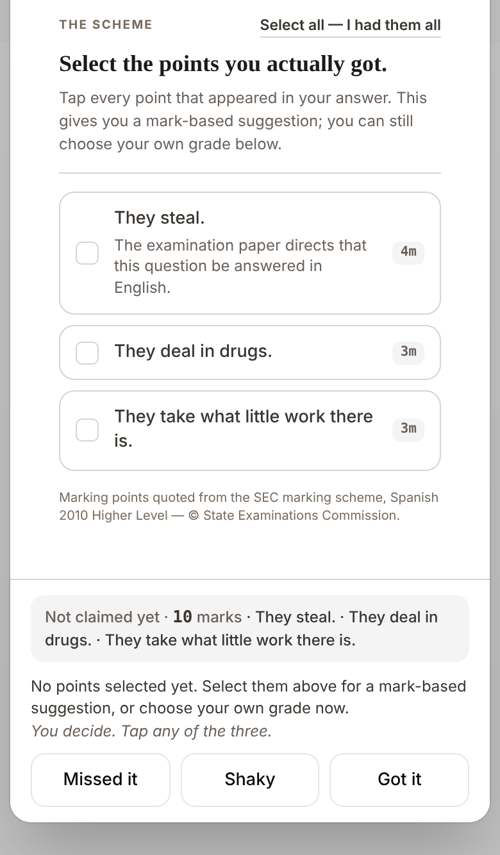 THE SCHEME
Select all — I had them all
Select the points you actually got.
Tap every point that appeared in your answer. This
gives you a mark-based suggestion; you can still
choose your own grade below.
They steal.
The examination paper directs that
this question be answered in
English.
4m
They deal in drugs.
3m
They take what little work there
is.
3m
Marking points quoted from the SEC marking scheme, Spanish
2010 Higher Level — © State Examinations Commission.
Not claimed yet · 10 marks · They steal. · They deal in
drugs. · They take what little work there is.
No points selected yet. Select them above for a mark-based
suggestion, or choose your own grade now.
You decide. Tap any of the three.
Missed it
Shaky
Got it